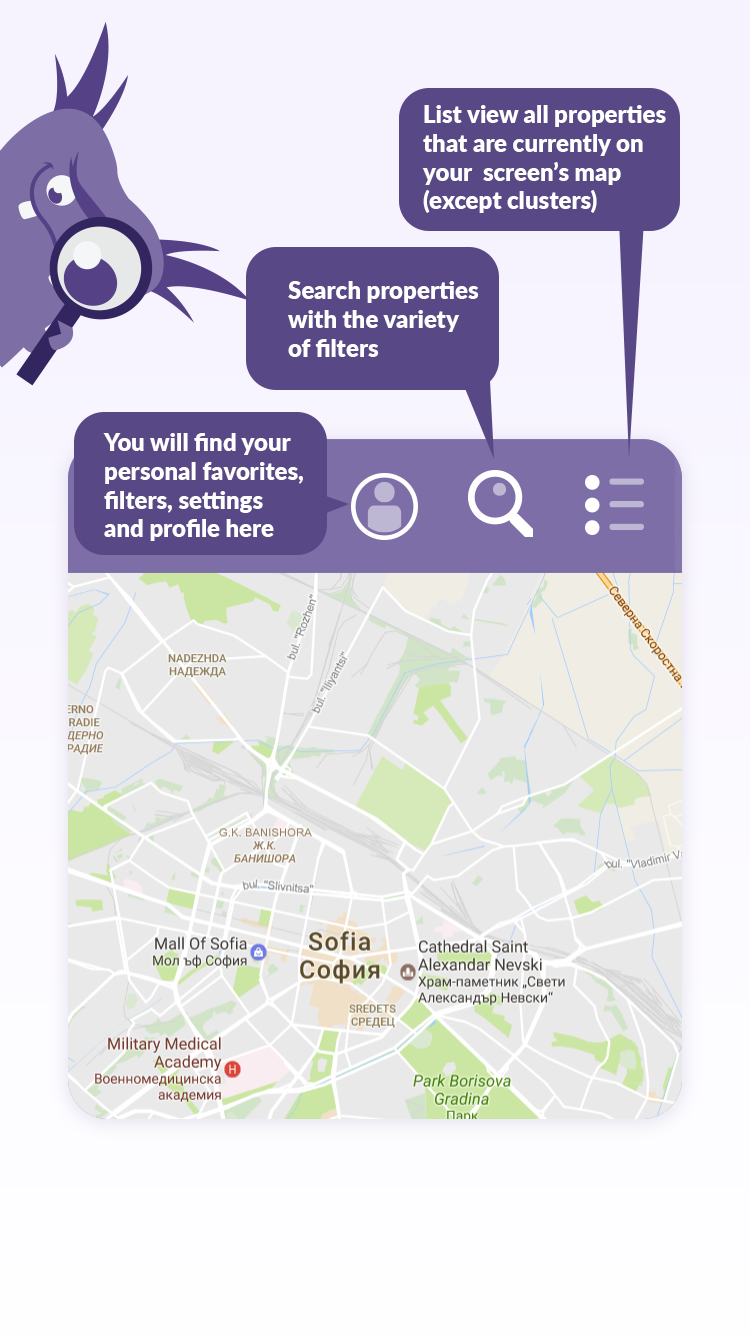 List view all properties
that are currently on
your screen's map
(except clusters)
Search properties
with the variety
of filters
You will find your
personal favorites,
filters, settings
and profile here
Северна Скоростна
bul. "Rozhen"
bul. "Iliyantsi"
NADEZHDA
НАДЕЖДА
ERNO
RADIE
ДЕРНО
РАДИЕ
G.K. BANISHORA
Ж.К.
БАНИШОРА
bul. "Vladimir V
bul. "Slivnitsa"
Mall Of Sofia
Мол ъф София
Sofia
София
Cathedral Saint
Alexandar Nevski
Храм-паметник „Свети
Александър Невски“
SREDETS
СРЕДЕЦ
Military Medical
Academy
Военномедицинска
академия
H
Park Borisova
Gradina
Парк